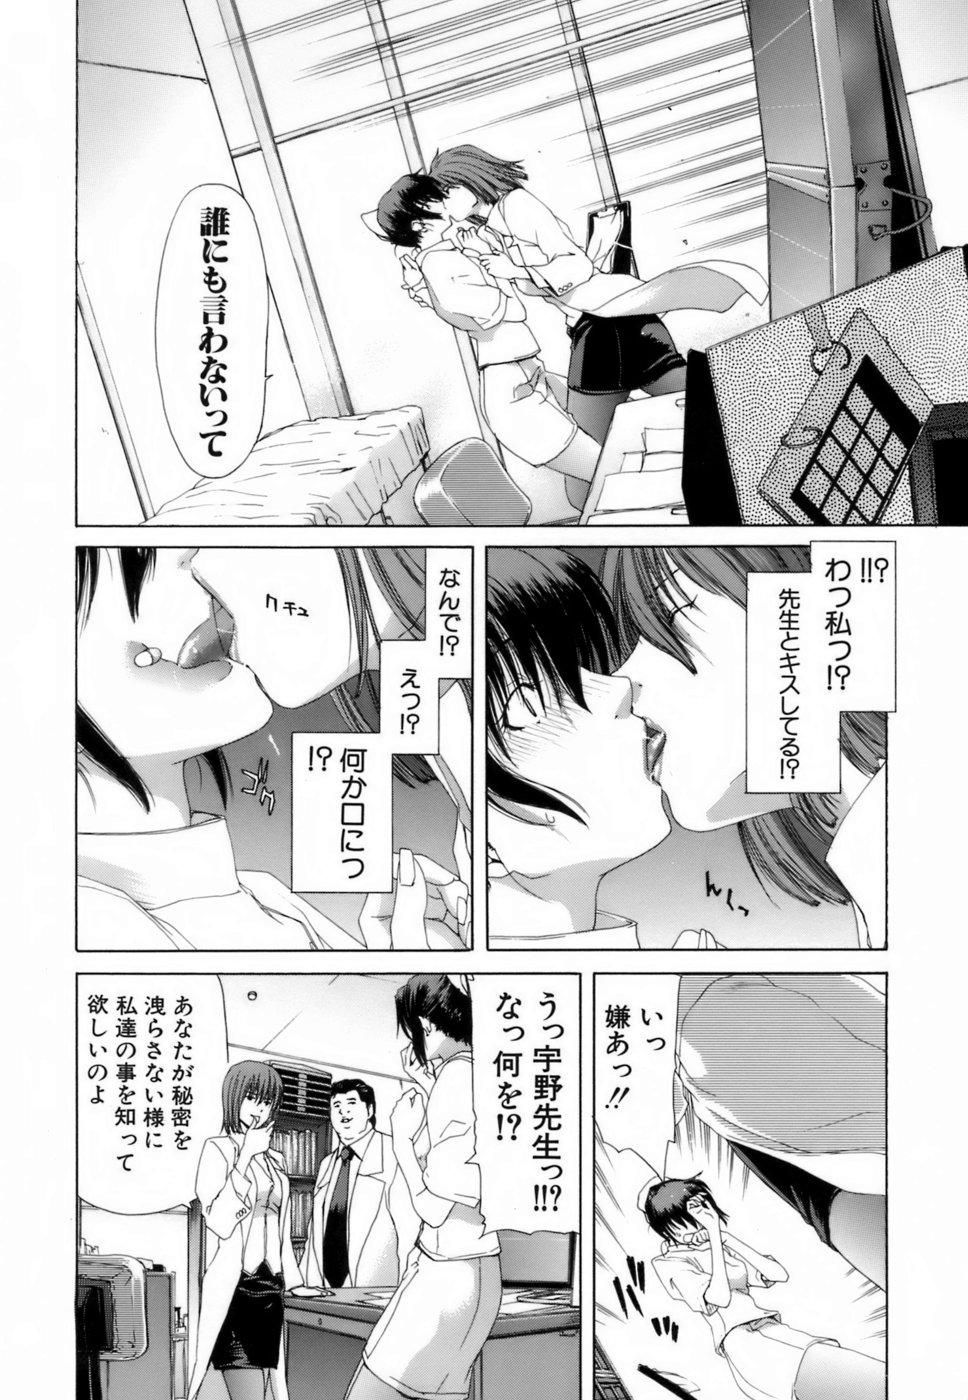 誰にも言わないって
!!?
わっ私っ!?
先生とキスしてる!?
んくっ
なんで!?
えっ!?
何か口にっ
!?
クチュ
ゴクッ
いっ
嫌あっ!!
うっ宇野先生っ!!?
なっ何を!?
あなたが秘密を
洩らさない様に
私達の事を知って
欲しいのよ